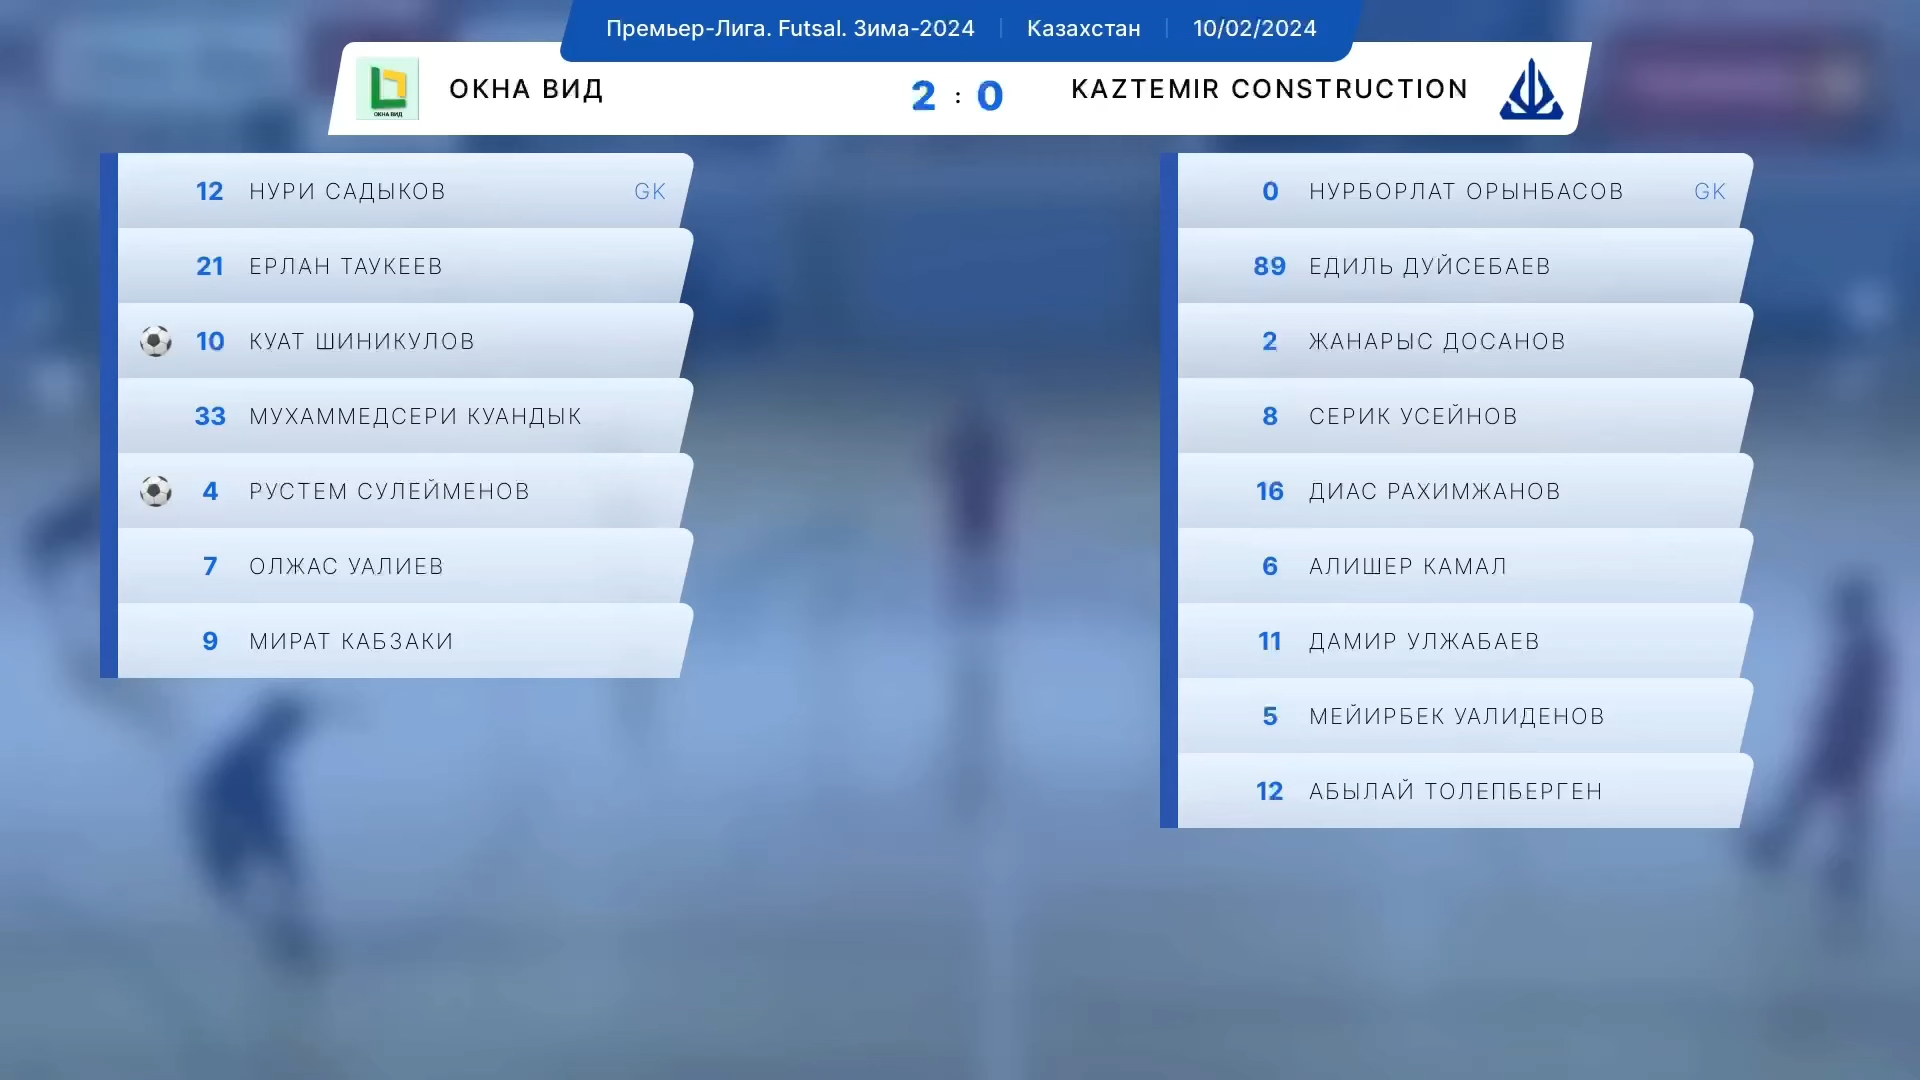 Премьер-Лига. Futsal. Зима-2024 Казахстан 10/02/2024
ОКНА ВИД 2 : 0 KAZTEMIR CONSTRUCTION
ОКНА ВИД
12 НУРИ САДЫКОВ GK
21 ЕРЛАН ТАУКЕЕВ
10 КУАТ ШИНИКУЛОВ
33 МУХАММЕДСЕРИ КУАНДЫК
4 РУСТЕМ СУЛЕЙМЕНОВ
7 ОЛЖАС УАЛИЕВ
9 МИРАТ КАБЗАКИ
0 НУРБОРЛАТ ОРЫНБАСОВ GK
89 ЕДИЛЬ ДУЙСЕБАЕВ
2 ЖАНАРЫС ДОСАНОВ
8 СЕРИК УСЕЙНОВ
16 ДИАС РАХИМЖАНОВ
6 АЛИШЕР КАМАЛ
11 ДАМИР УЛЖАБАЕВ
5 МЕЙИРБЕК УАЛИДЕНОВ
12 АБЫЛАЙ ТОЛЕПБЕРГЕН